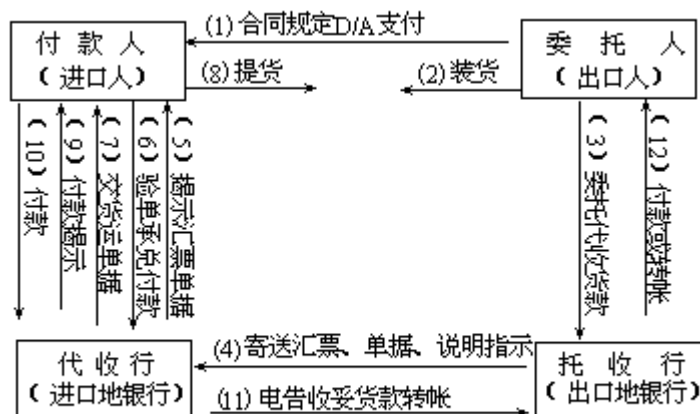 (1) 合同规定D/A支付
付 款 人
(进口人)
委 托 人
(出口人)
(8) 提货
(2) 装货
(10) 付款
(9) 付款提示
(7) 交货运单据
(6) 验单承兑付款
(5) 提示汇票单据
(3) 委托代收货款
(12) 付款或转帐
(4) 寄送汇票、单据、说明指示
代 收 行
(进口地银行)
托 收 行
(出口地银行)
(11) 电告收妥货款转帐